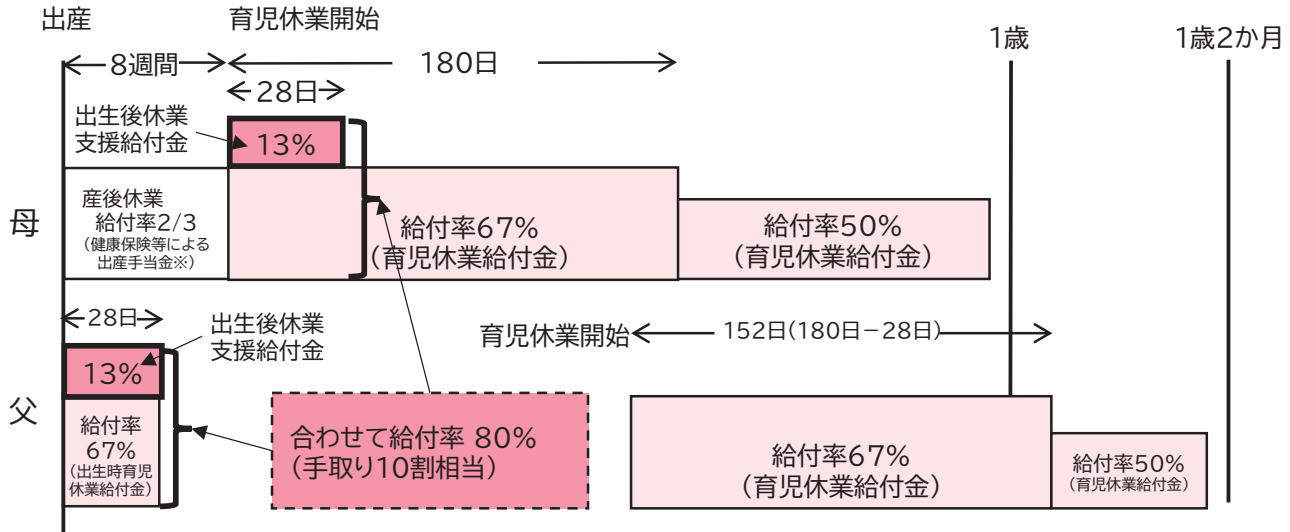 出産
育児休業開始
1歳
1歳2か月
8週間
180日
28日
出生後休業
支援給付金
13%
母
産後休業
給付率2/3
(健康保険等による
出産手当金※)
給付率67%
(育児休業給付金)
給付率50%
(育児休業給付金)
28日
出生後休業
支援給付金
育児休業開始
152日(180日-28日)
13%
父
給付率
67%
(出生時育児
休業給付金)
合わせて給付率 80%
(手取り10割相当)
給付率67%
(育児休業給付金)
給付率50%
(育児休業給付金)